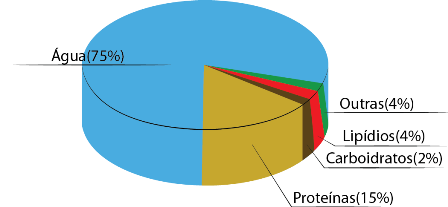 Água(75%)
Outras(4%)
Lipídios(4%)
Carboidratos(2%)
Proteínas(15%)